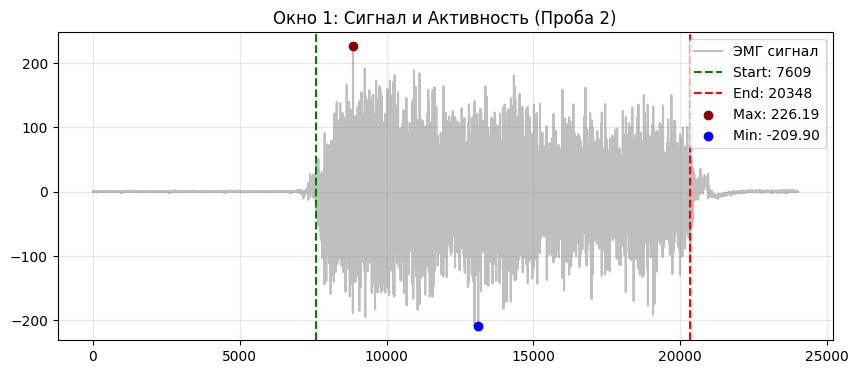 Окно 1: Сигнал и Активность (Проба 2)
ЭМГ сигнал
Start: 7609
End: 20348
Max: 226.19
Min: -209.90
200
100
0
−100
−200
0 5000 10000 15000 20000 25000